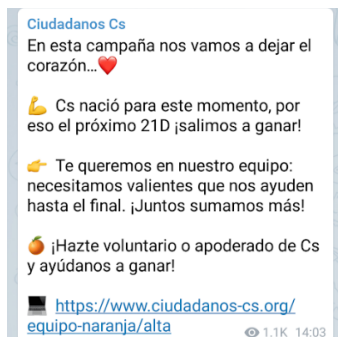 Ciudadanos Cs
En esta campaña nos vamos a dejar el
corazón...❤️
💪 Cs nació para este momento, por
eso el próximo 21D ¡salimos a ganar!
👉 Te queremos en nuestro equipo:
necesitamos valientes que nos ayuden
hasta el final. ¡Juntos sumamos más!
🍊 ¡Hazte voluntario o apoderado de Cs
y ayúdanos a ganar!
💻 https://www.ciudadanos-cs.org/
equipo-naranja/alta
1.1K 14:03